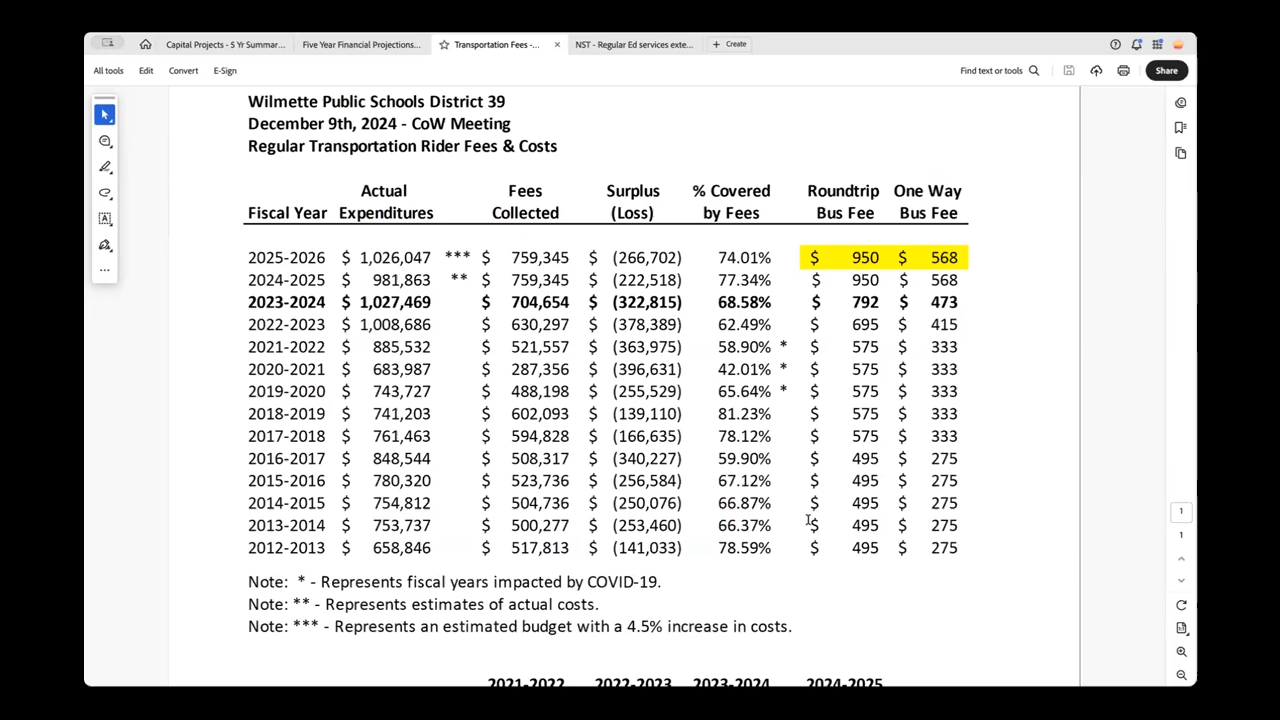 Capital Projects - 5 Yr Summar...
Five Year Financial Projections...
Transportation Fees -...
NST - Regular Ed services exte...
Create
All tools Edit Convert E-Sign
Find text or tools
Share
Wilmette Public Schools District 39
December 9th, 2024 - CoW Meeting
Regular Transportation Rider Fees & Costs
Actual Fees Surplus % Covered Roundtrip One Way
Fiscal Year Expenditures Collected (Loss) by Fees Bus Fee Bus Fee
2025-2026 $ 1,026,047 *** $ 759,345 $ (266,702) 74.01% $ 950 $ 568
2024-2025 $ 981,863 ** $ 759,345 $ (222,518) 77.34% $ 950 $ 568
2023-2024 $ 1,027,469 $ 704,654 $ (322,815) 68.58% $ 792 $ 473
2022-2023 $ 1,008,686 $ 630,297 $ (378,389) 62.49% $ 695 $ 415
2021-2022 $ 885,532 $ 521,557 $ (363,975) 58.90% * $ 575 $ 333
2020-2021 $ 683,987 $ 287,356 $ (396,631) 42.01% * $ 575 $ 333
2019-2020 $ 743,727 $ 488,198 $ (255,529) 65.64% * $ 575 $ 333
2018-2019 $ 741,203 $ 602,093 $ (139,110) 81.23% $ 575 $ 333
2017-2018 $ 761,463 $ 594,828 $ (166,635) 78.12% $ 575 $ 333
2016-2017 $ 848,544 $ 508,317 $ (340,227) 59.90% $ 495 $ 275
2015-2016 $ 780,320 $ 523,736 $ (256,584) 67.12% $ 495 $ 275
2014-2015 $ 754,812 $ 504,736 $ (250,076) 66.87% $ 495 $ 275
2013-2014 $ 753,737 $ 500,277 $ (253,460) 66.37% $ 495 $ 275
2012-2013 $ 658,846 $ 517,813 $ (141,033) 78.59% $ 495 $ 275
Note: * - Represents fiscal years impacted by COVID-19.
Note: ** - Represents estimates of actual costs.
Note: *** - Represents an estimated budget with a 4.5% increase in costs.
2021-2022 2022-2023 2023-2024 2024-2025
1
1